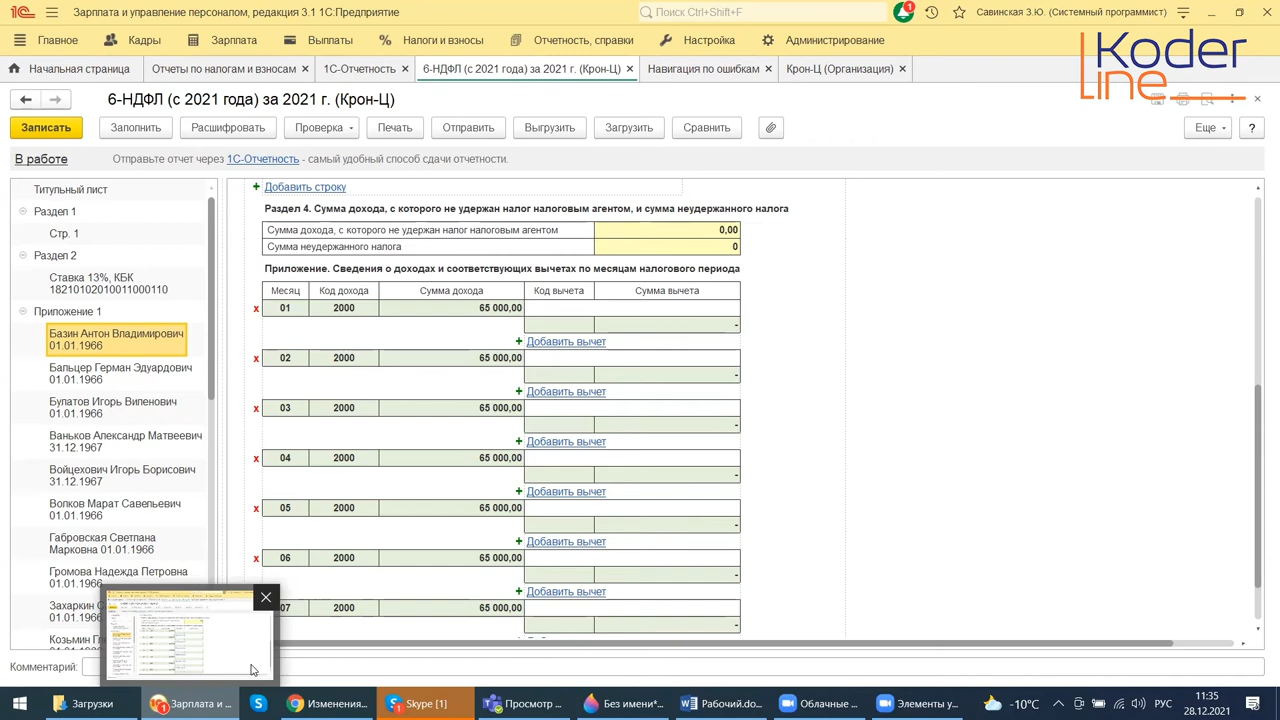 1С Зарплата и управление персоналом, редакция 3.1 1С:Предприятие
Поиск Ctrl+Shift+F
1
Савинская З.Ю. (Системный программист)
Главное Кадры Зарплата Выплаты Налоги и взносы Отчетность, справки Настройка Администрирование
Koder
Line
Начальная страница Отчеты по налогам и взносам × 1С-Отчетность × 6-НДФЛ (с 2021 года) за 2021 г. (Крон-Ц) × Навигация по ошибкам × Крон-Ц (Организация) ×
6-НДФЛ (с 2021 года) за 2021 г. (Крон-Ц)
Записать Заполнить Расшифровать Проверка Печать Отправить Выгрузить Загрузить Сравнить Еще ?
В работе Отправьте отчет через 1С-Отчетность - самый удобный способ сдачи отчетности.
Титульный лист
Раздел 1
Стр. 1
Раздел 2
Ставка 13%, КБК
18210102010011000110
Приложение 1
Базин Антон Владимирович
01.01.1966
Бальцер Герман Эдуардович
01.01.1966
Булатов Игорь Виленович
01.01.1966
Ваньков Александр Матвеевич
31.12.1967
Войцехович Игорь Борисович
31.12.1967
Волков Марат Савельевич
01.01.1966
Габровская Светлана
Марковна 01.01.1966
Громова Надежда Петровна
01.01.1966
Захаркин С
01.01.1966
Козьмин Гр
+ Добавить строку
Раздел 4. Сумма дохода, с которого не удержан налог налоговым агентом, и сумма неудержанного налога
Сумма дохода, с которого не удержан налог налоговым агентом 0,00
Сумма неудержанного налога 0
Приложение. Сведения о доходах и соответствующих вычетах по месяцам налогового периода
Месяц Код дохода Сумма дохода Код вычета Сумма вычета
x 01 2000 65 000,00
-
+ Добавить вычет
x 02 2000 65 000,00
-
+ Добавить вычет
x 03 2000 65 000,00
-
+ Добавить вычет
x 04 2000 65 000,00
-
+ Добавить вычет
x 05 2000 65 000,00
-
+ Добавить вычет
x 06 2000 65 000,00
-
+ Добавить вычет
07 2000 65 000,00
-
Комментарий:
Загрузки Зарплата и ... Изменения... Skype [1] Просмотр ... Без имени*... Рабочий.do... Облачные ... Элементы у... -10°C РУС
11:35
28.12.2021